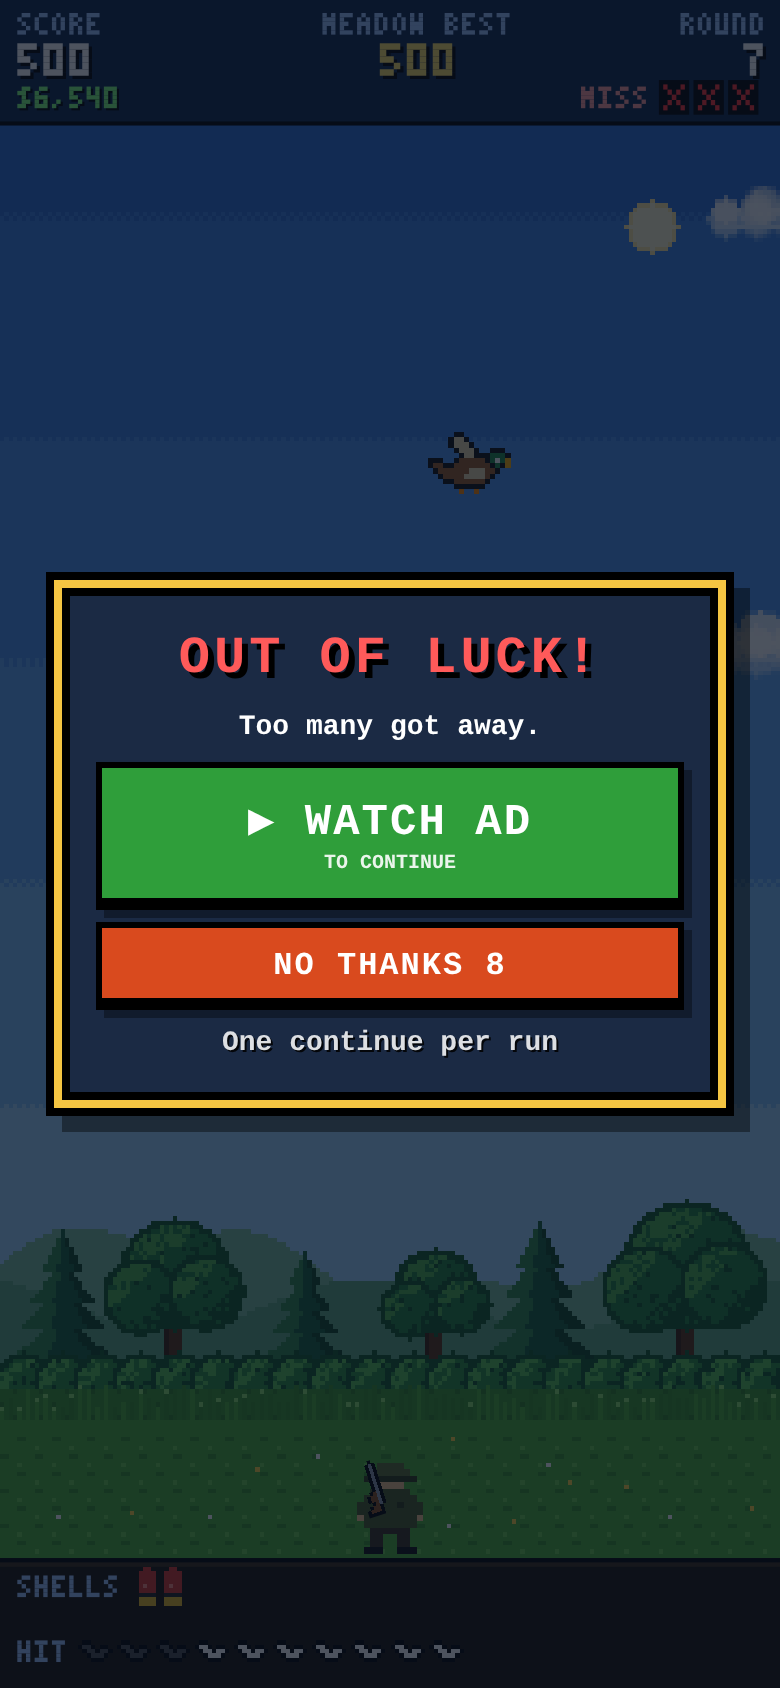 SCORE MEADOW BEST ROUND
500 500 7
$6,540 MISS X X X
OUT OF LUCK!
Too many got away.
▶ WATCH AD
TO CONTINUE
NO THANKS 8
One continue per run
SHELLS
HIT